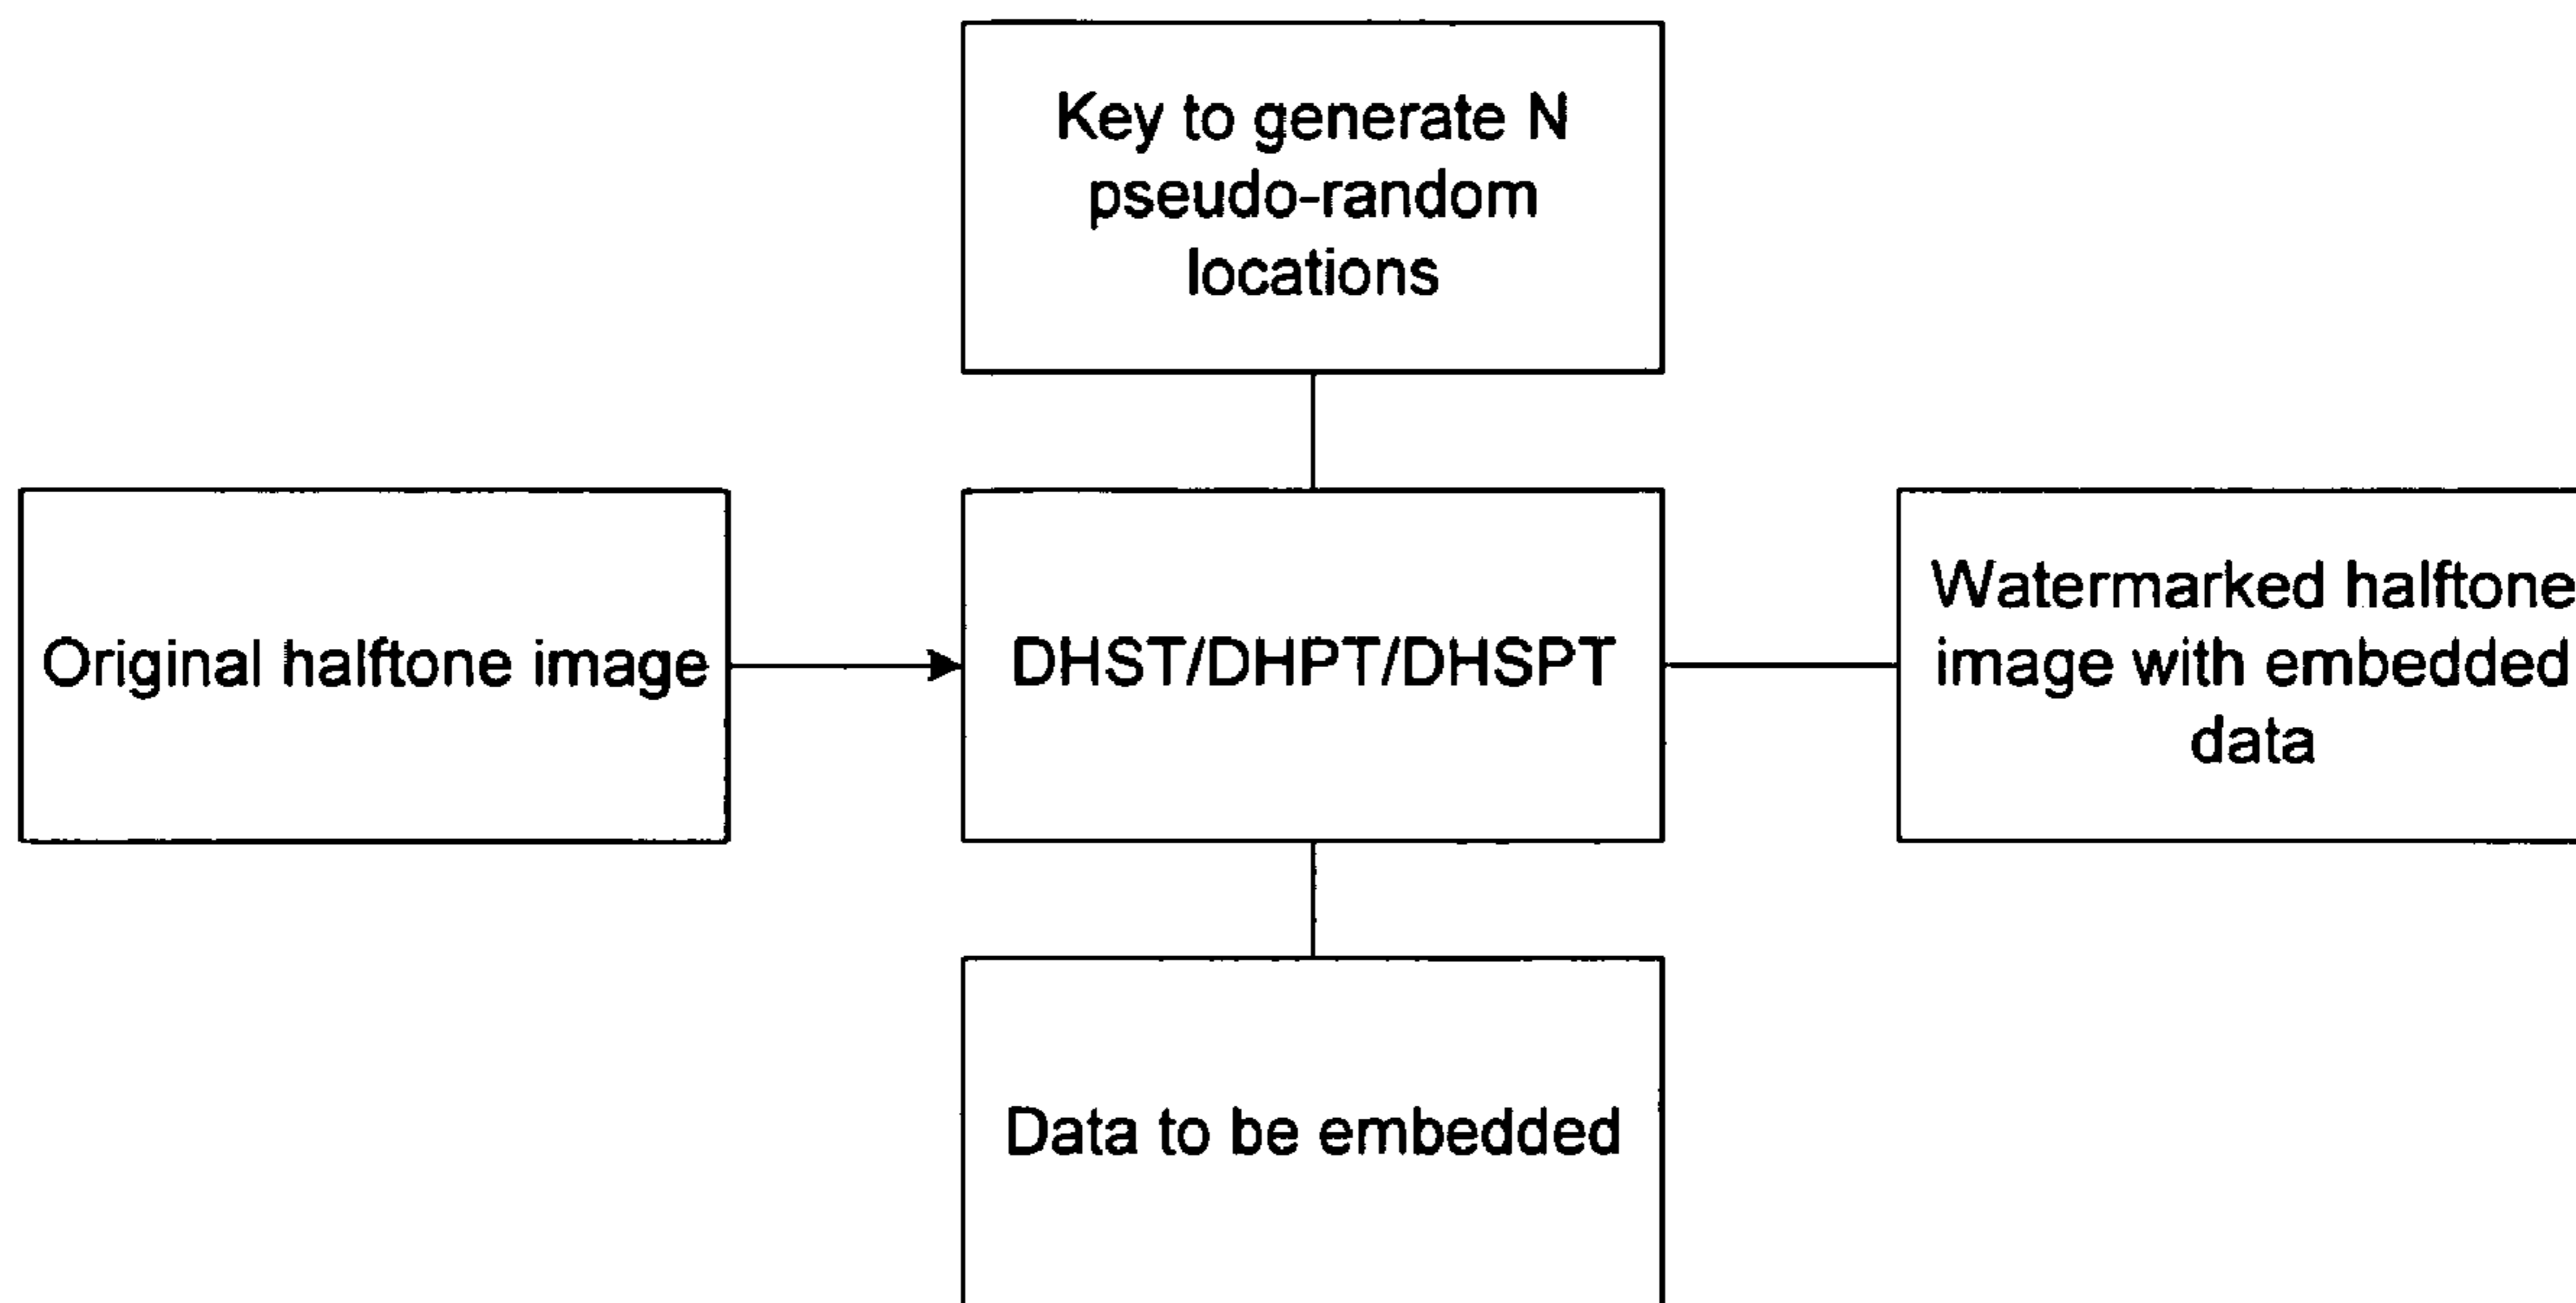 Key to generate N
pseudo-random
locations
Original halftone image
DHST/DHPT/DHSPT
Watermarked halftone
image with embedded
data
Data to be embedded